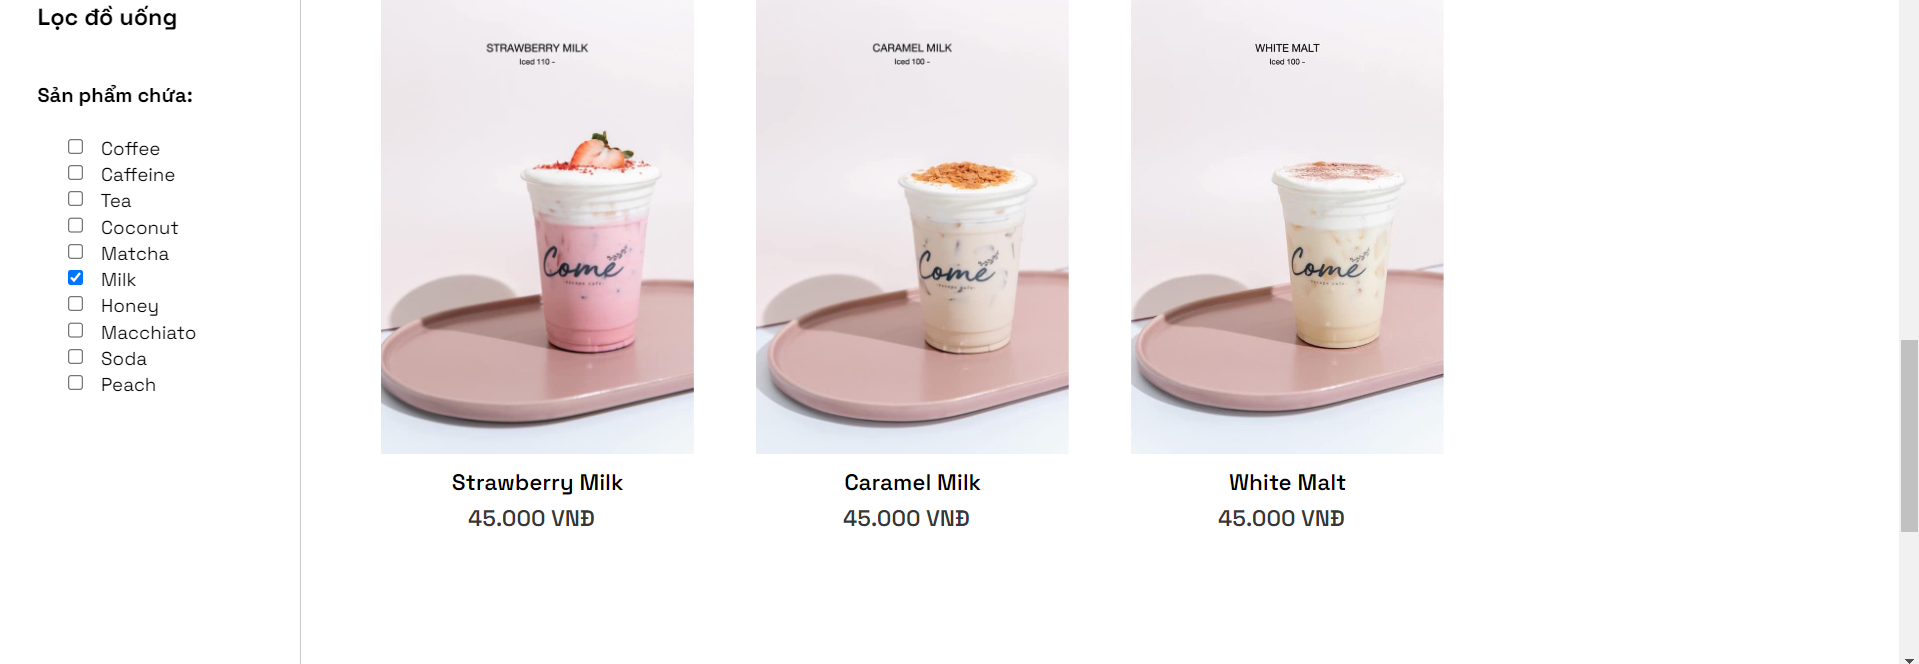 Lọc đồ uống
Sản phẩm chứa:
Coffee
Caffeine
Tea
Coconut
Matcha
Milk
Honey
Macchiato
Soda
Peach
STRAWBERRY MILK
Iced 110 -
Come
Strawberry Milk
45.000 VNĐ
CARAMEL MILK
Iced 100 -
Come
Caramel Milk
45.000 VNĐ
WHITE MALT
Iced 100 -
Come
White Malt
45.000 VNĐ